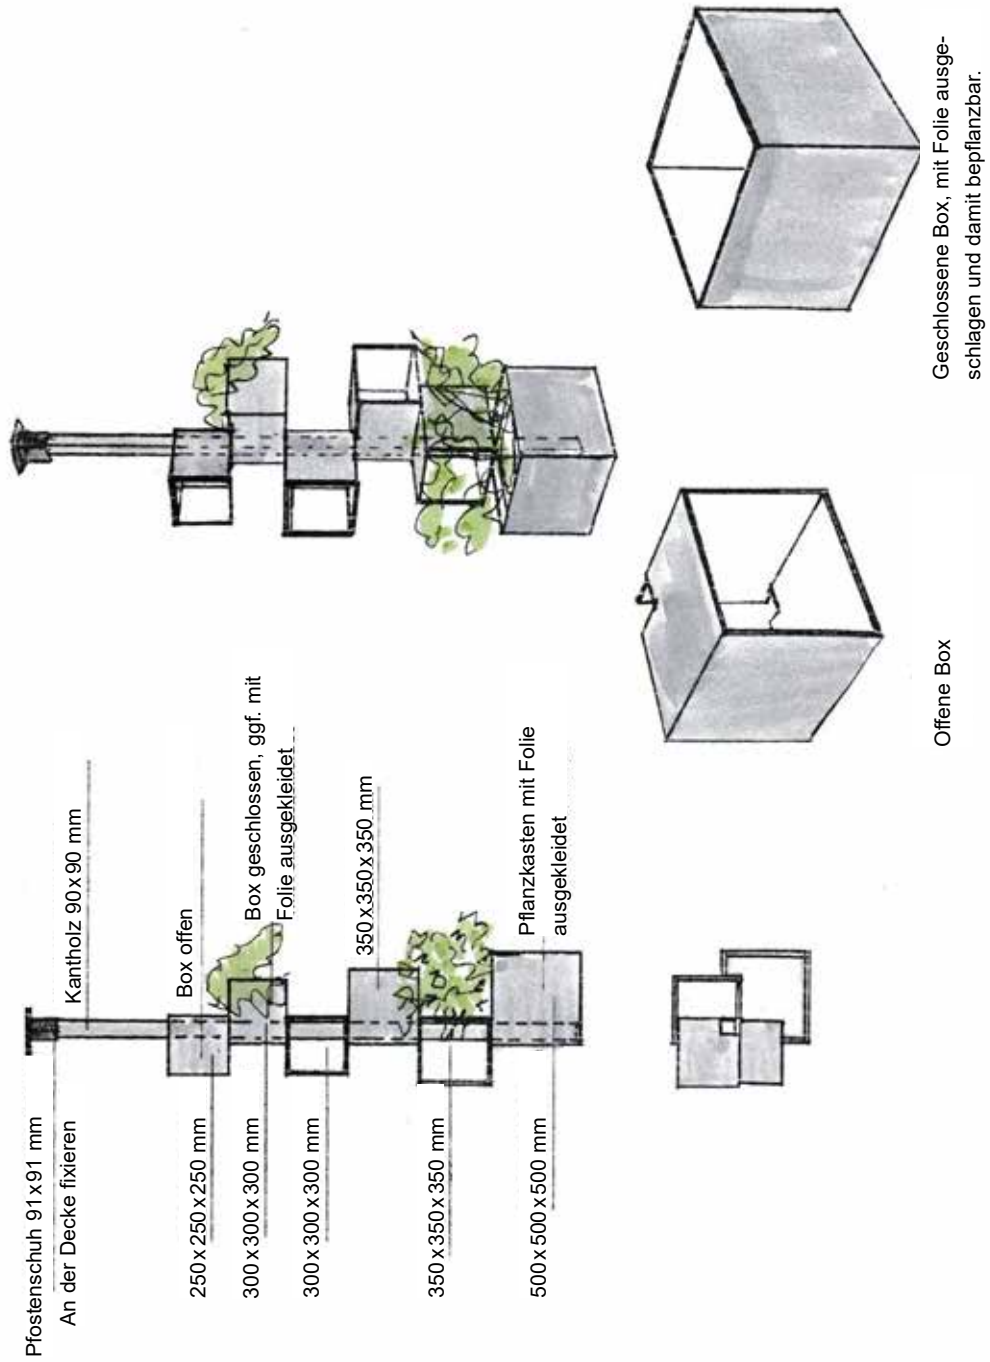 Pfostenschuh 91x91 mm
An der Decke fixieren
Kantholz 90x90 mm
Box offen
250x250x250 mm
Box geschlossen, ggf. mit
Folie ausgekleidet
300x300x300 mm
300x300x300 mm
350x350x350 mm
350x350x350 mm
Pflanzkasten mit Folie
ausgekleidet
500x500x500 mm
Offene Box
Geschlossene Box, mit Folie ausge-
schlagen und damit bepflanzbar.